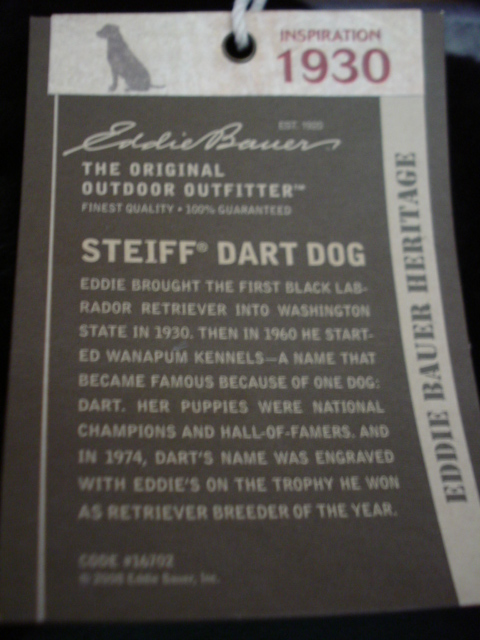 INSPIRATION
1930
Eddie Bauer EST. 1920
THE ORIGINAL
OUTDOOR OUTFITTER™
FINEST QUALITY • 100% GUARANTEED
STEIFF® DART DOG
EDDIE BROUGHT THE FIRST BLACK LAB-
RADOR RETRIEVER INTO WASHINGTON
STATE IN 1930. THEN IN 1960 HE START-
ED WANAPUM KENNELS—A NAME THAT
BECAME FAMOUS BECAUSE OF ONE DOG:
DART. HER PUPPIES WERE NATIONAL
CHAMPIONS AND HALL-OF-FAMERS. AND
IN 1974, DART'S NAME WAS ENGRAVED
WITH EDDIE'S ON THE TROPHY HE WON
AS RETRIEVER BREEDER OF THE YEAR.
CODE #16702
© 2008 Eddie Bauer, Inc.
EDDIE BAUER HERITAGE